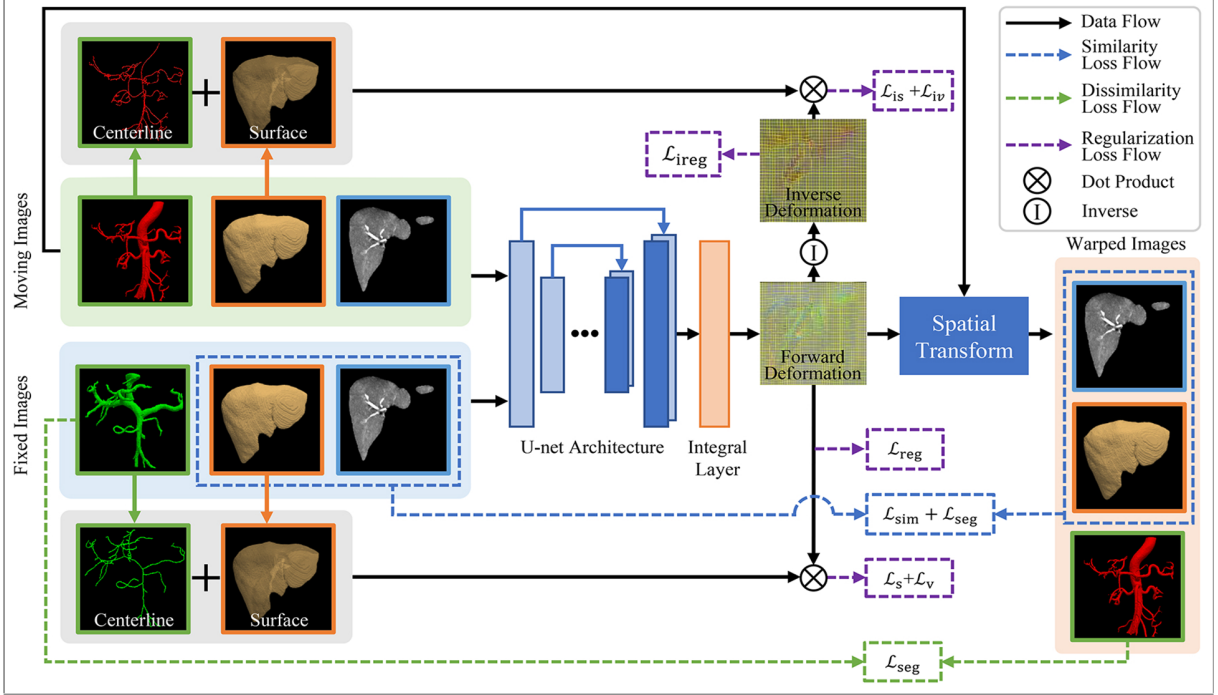 Centerline
Surface
Moving Images
ℒireg
ℒis +ℒiv
Inverse
Deformation
I
Forward
Deformation
U-net Architecture
Integral
Layer
Spatial
Transform
Data Flow
Similarity
Loss Flow
Dissimilarity
Loss Flow
Regularization
Loss Flow
Dot Product
I
Inverse
Warped Images
Fixed Images
ℒreg
ℒsim + ℒseg
Centerline
Surface
ℒs+ℒv
ℒseg